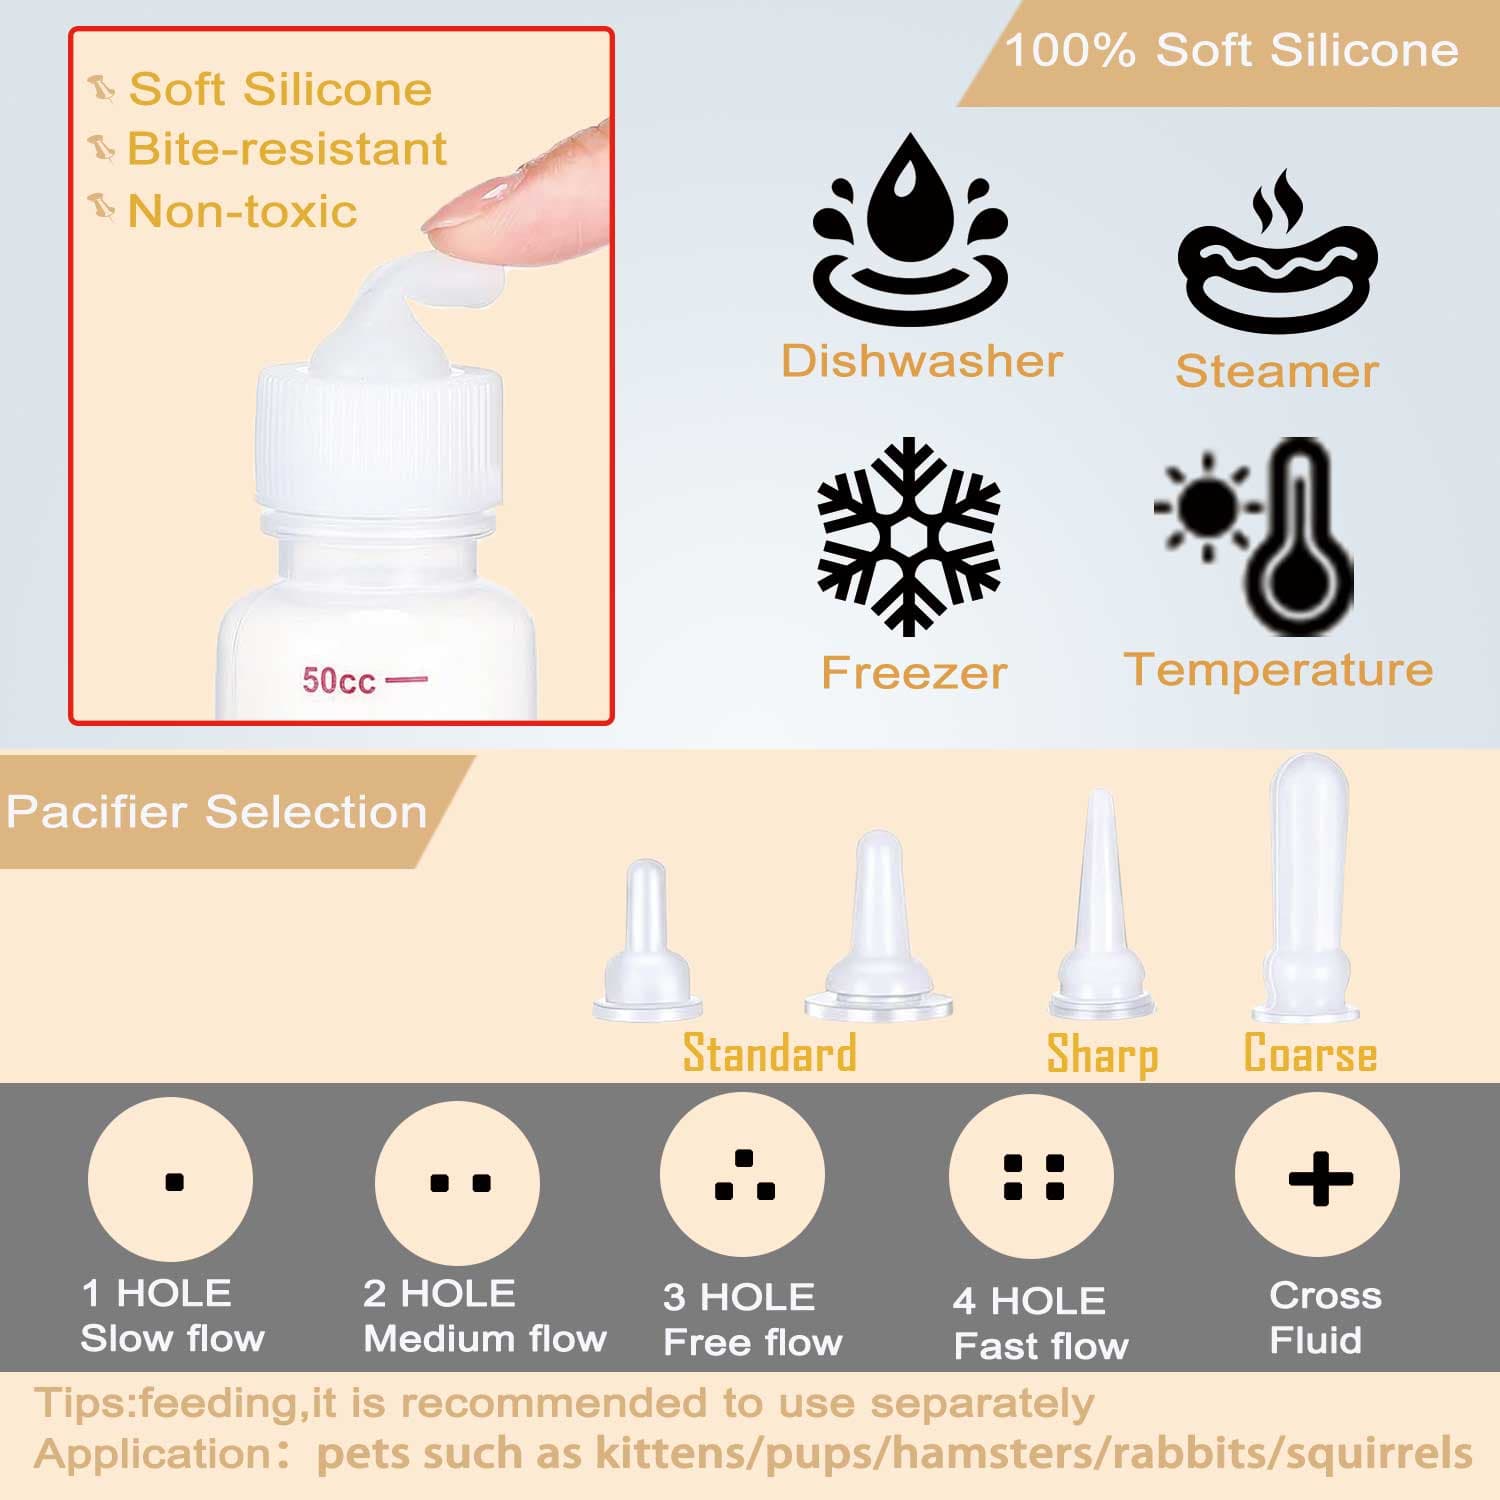 Soft Silicone
Bite-resistant
Non-toxic
50cc
100% Soft Silicone
Dishwasher
Steamer
Freezer
Temperature
Pacifier Selection
Standard
Sharp
Coarse
1 HOLE
Slow flow
2 HOLE
Medium flow
3 HOLE
Free flow
4 HOLE
Fast flow
Cross
Fluid
Tips:feeding,it is recommended to use separately
Application: pets such as kittens/pups/hamsters/rabbits/squirrels